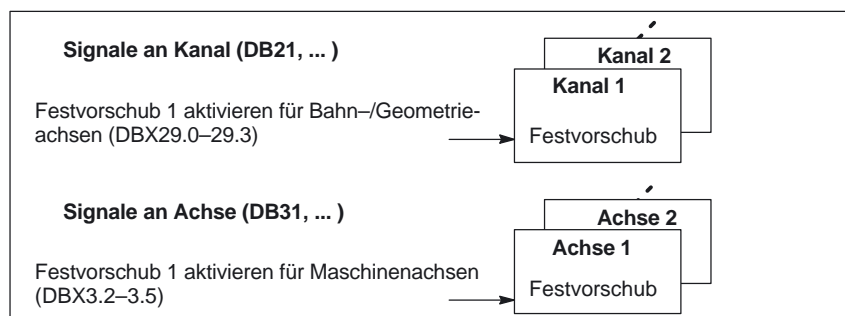 Signale an Kanal (DB21, ... )
Kanal 2
Kanal 1
Festvorschub 1 aktivieren für Bahn–/Geometrie-
achsen (DBX29.0–29.3)
Festvorschub
Signale an Achse (DB31, ... )
Achse 2
Achse 1
Festvorschub 1 aktivieren für Maschinenachsen
(DBX3.2–3.5)
Festvorschub